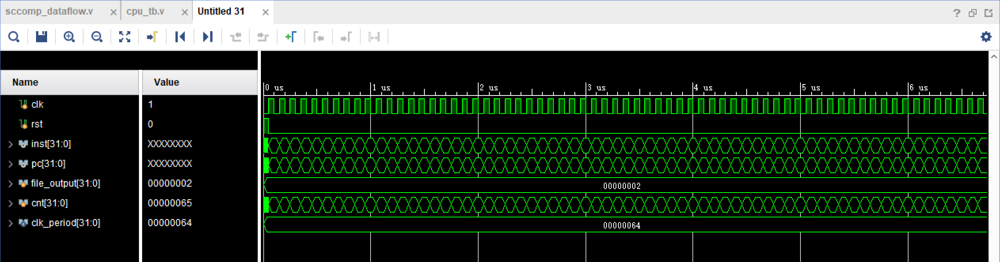 sccomp_dataflow.v × cpu_tb.v × Untitled 31 ×
Name Value
0 us 1 us 2 us 3 us 4 us 5 us 6 us
clk 1
rst 0
inst[31:0] XXXXXXXX
pc[31:0] XXXXXXXX
file_output[31:0] 00000002 00000002
cnt[31:0] 00000065
clk_period[31:0] 00000064 00000064